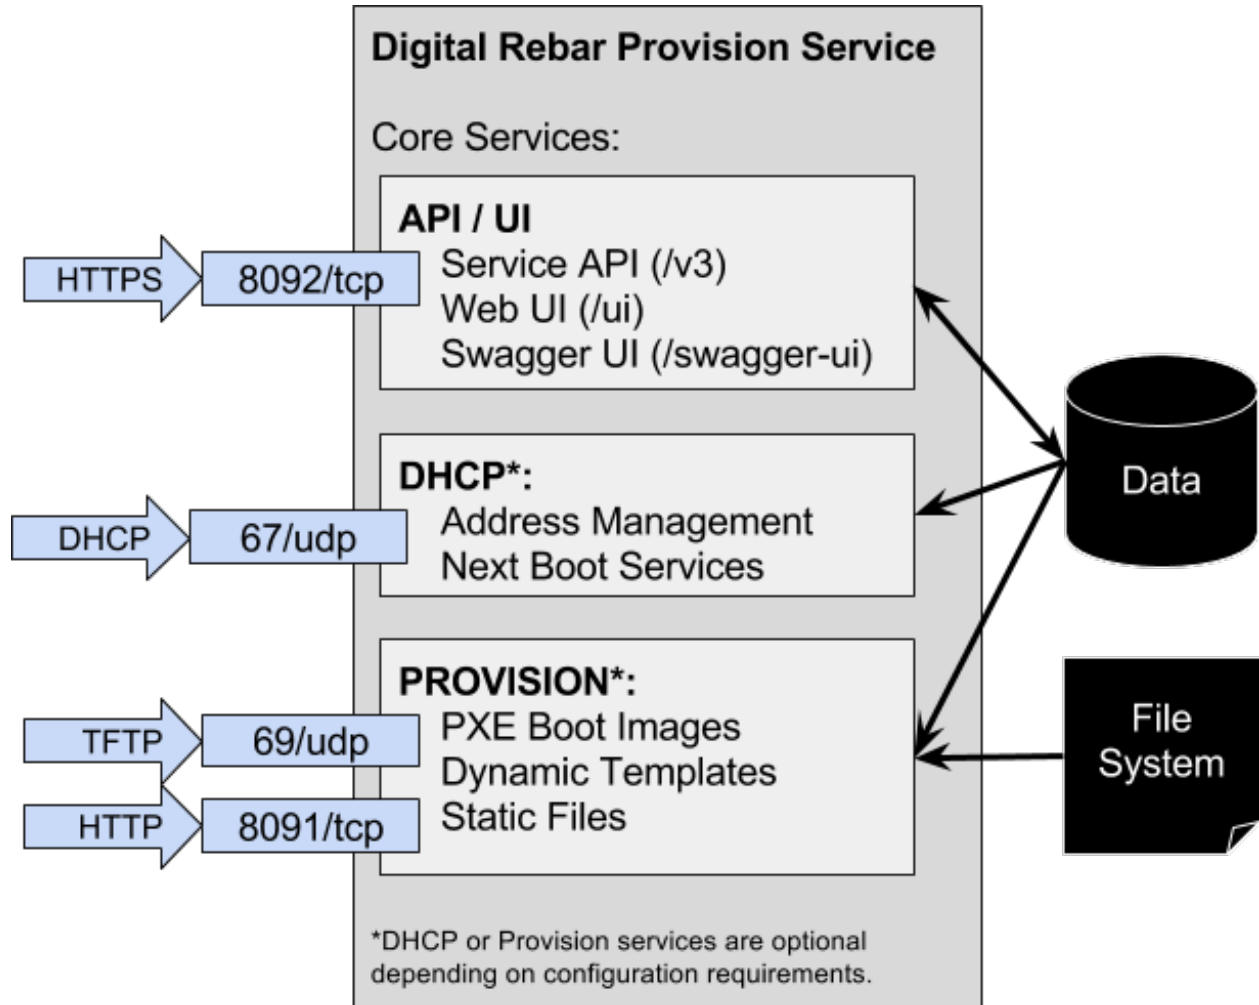 Digital Rebar Provision Service
Core Services:
API / UI
Service API (/v3)
Web UI (/ui)
Swagger UI (/swagger-ui)
HTTPS
8092/tcp
DHCP*:
Address Management
Next Boot Services
DHCP
67/udp
PROVISION*:
PXE Boot Images
Dynamic Templates
Static Files
TFTP
69/udp
HTTP
8091/tcp
Data
File
System
*DHCP or Provision services are optional
depending on configuration requirements.